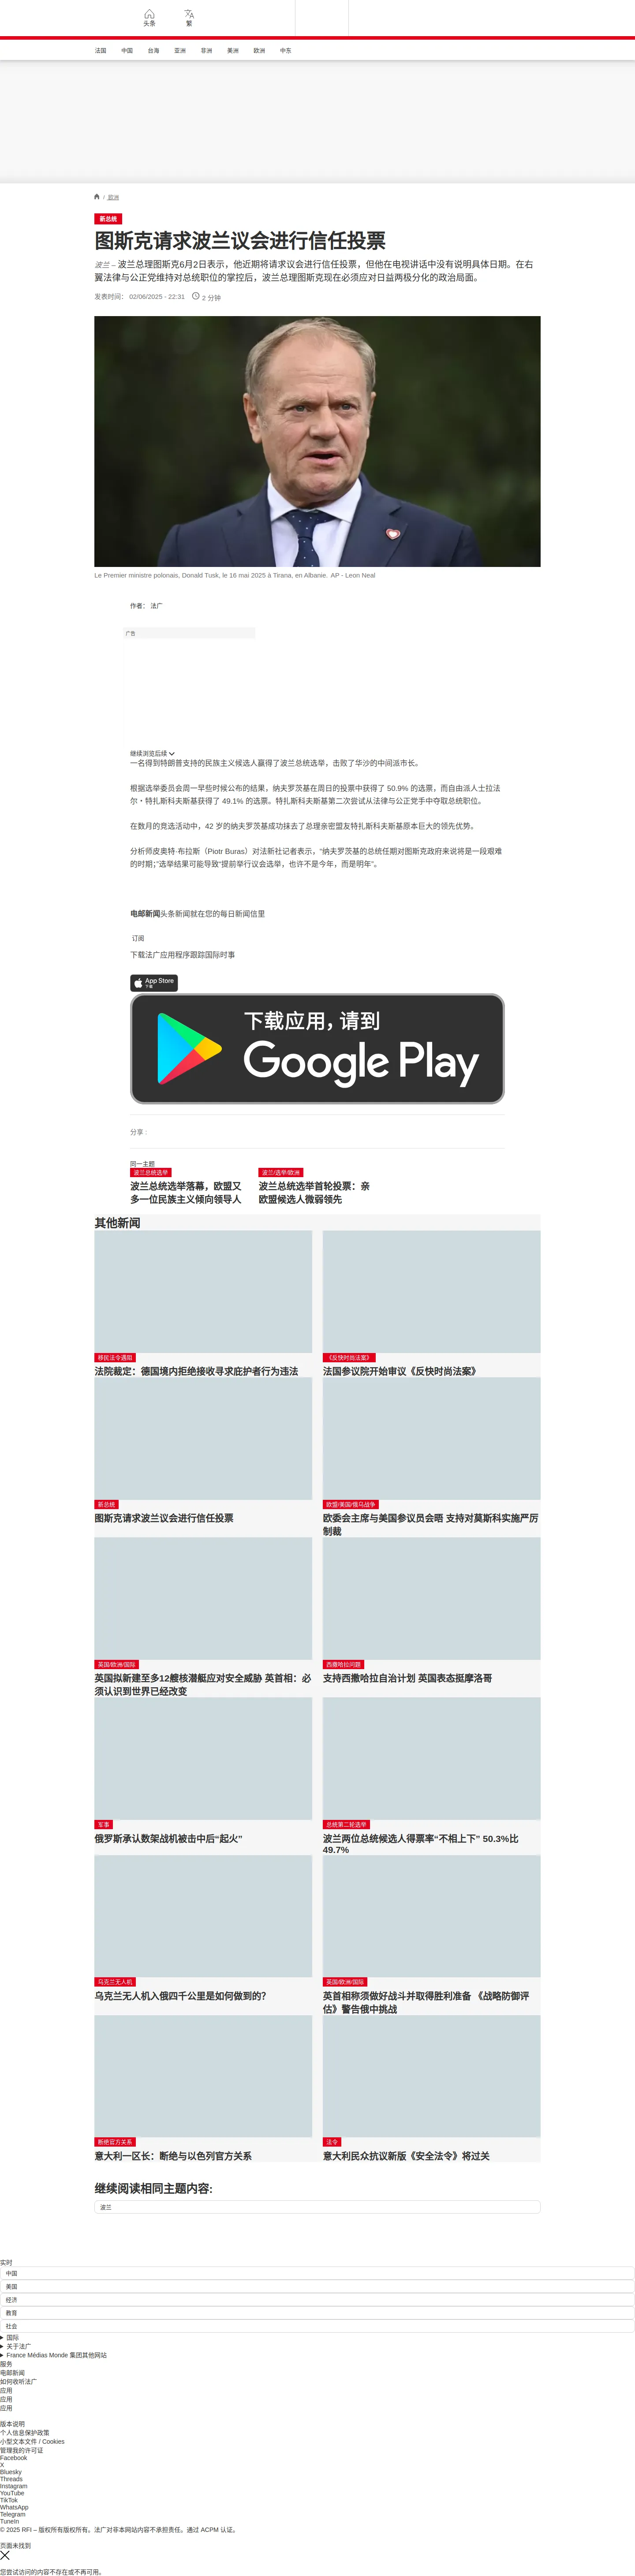 头条
繁
法国
中国
台海
亚洲
非洲
美洲
欧洲
中东
/ 欧洲
新总统
图斯克请求波兰议会进行信任投票
波兰 – 波兰总理图斯克6月2日表示，他近期将请求议会进行信任投票，但他在电视讲话中没有说明具体日期。在右
翼法律与公正党维持对总统职位的掌控后，波兰总理图斯克现在必须应对日益两极分化的政治局面。
发表时间： 02/06/2025 - 22:31
2 分钟
Le Premier ministre polonais, Donald Tusk, le 16 mai 2025 à Tirana, en Albanie. AP - Leon Neal
作者： 法广
广告
继续浏览后续
一名得到特朗普支持的民族主义候选人赢得了波兰总统选举，击败了华沙的中间派市长。
根据选举委员会周一早些时候公布的结果，纳夫罗茨基在周日的投票中获得了 50.9% 的选票，而自由派人士拉法
尔・特扎斯科夫斯基获得了 49.1% 的选票。特扎斯科夫斯基第二次尝试从法律与公正党手中夺取总统职位。
在数月的竞选活动中，42 岁的纳夫罗茨基成功抹去了总理亲密盟友特扎斯科夫斯基原本巨大的领先优势。
分析师皮奥特·布拉斯（Piotr Buras）对法新社记者表示，“纳夫罗茨基的总统任期对图斯克政府来说将是一段艰难
的时期；”选举结果可能导致“提前举行议会选举，也许不是今年，而是明年”。
电邮新闻头条新闻就在您的每日新闻信里
订阅
下载法广应用程序跟踪国际时事
App Store
下载
下载应用，请到
Google Play
分享 :
同一主题
波兰总统选举
波兰总统选举落幕，欧盟又
多一位民族主义倾向领导人
波兰/选举/欧洲
波兰总统选举首轮投票：亲
欧盟候选人微弱领先
其他新闻
移民法令遇阻
法院裁定：德国境内拒绝接收寻求庇护者行为违法
《反快时尚法案》
法国参议院开始审议《反快时尚法案》
新总统
图斯克请求波兰议会进行信任投票
欧盟/美国/俄乌战争
欧委会主席与美国参议员会晤 支持对莫斯科实施严厉
制裁
英国/欧洲/国际
英国拟新建至多12艘核潜艇应对安全威胁 英首相：必
须认识到世界已经改变
西撒哈拉问题
支持西撒哈拉自治计划 英国表态挺摩洛哥
军事
俄罗斯承认数架战机被击中后“起火”
总统第二轮选举
波兰两位总统候选人得票率“不相上下” 50.3%比
49.7%
乌克兰无人机
乌克兰无人机入俄四千公里是如何做到的？
英国/欧洲/国际
英首相称须做好战斗并取得胜利准备 《战略防御评
估》警告俄中挑战
断绝官方关系
意大利一区长：断绝与以色列官方关系
法令
意大利民众抗议新版《安全法令》将过关
继续阅读相同主题内容:
波兰
实时
中国
美国
经济
教育
社会
国际
关于法广
France Médias Monde 集团其他网站
服务
电邮新闻
如何收听法广
应用
应用
应用
版本说明
个人信息保护政策
小型文本文件 / Cookies
管理我的许可证
Facebook
X
Bluesky
Threads
Instagram
YouTube
TikTok
WhatsApp
Telegram
TuneIn
© 2025 RFI – 版权所有版权所有。法广对非本网站内容不承担责任。通过 ACPM 认证。
页面未找到
您尝试访问的内容不存在或不再可用。